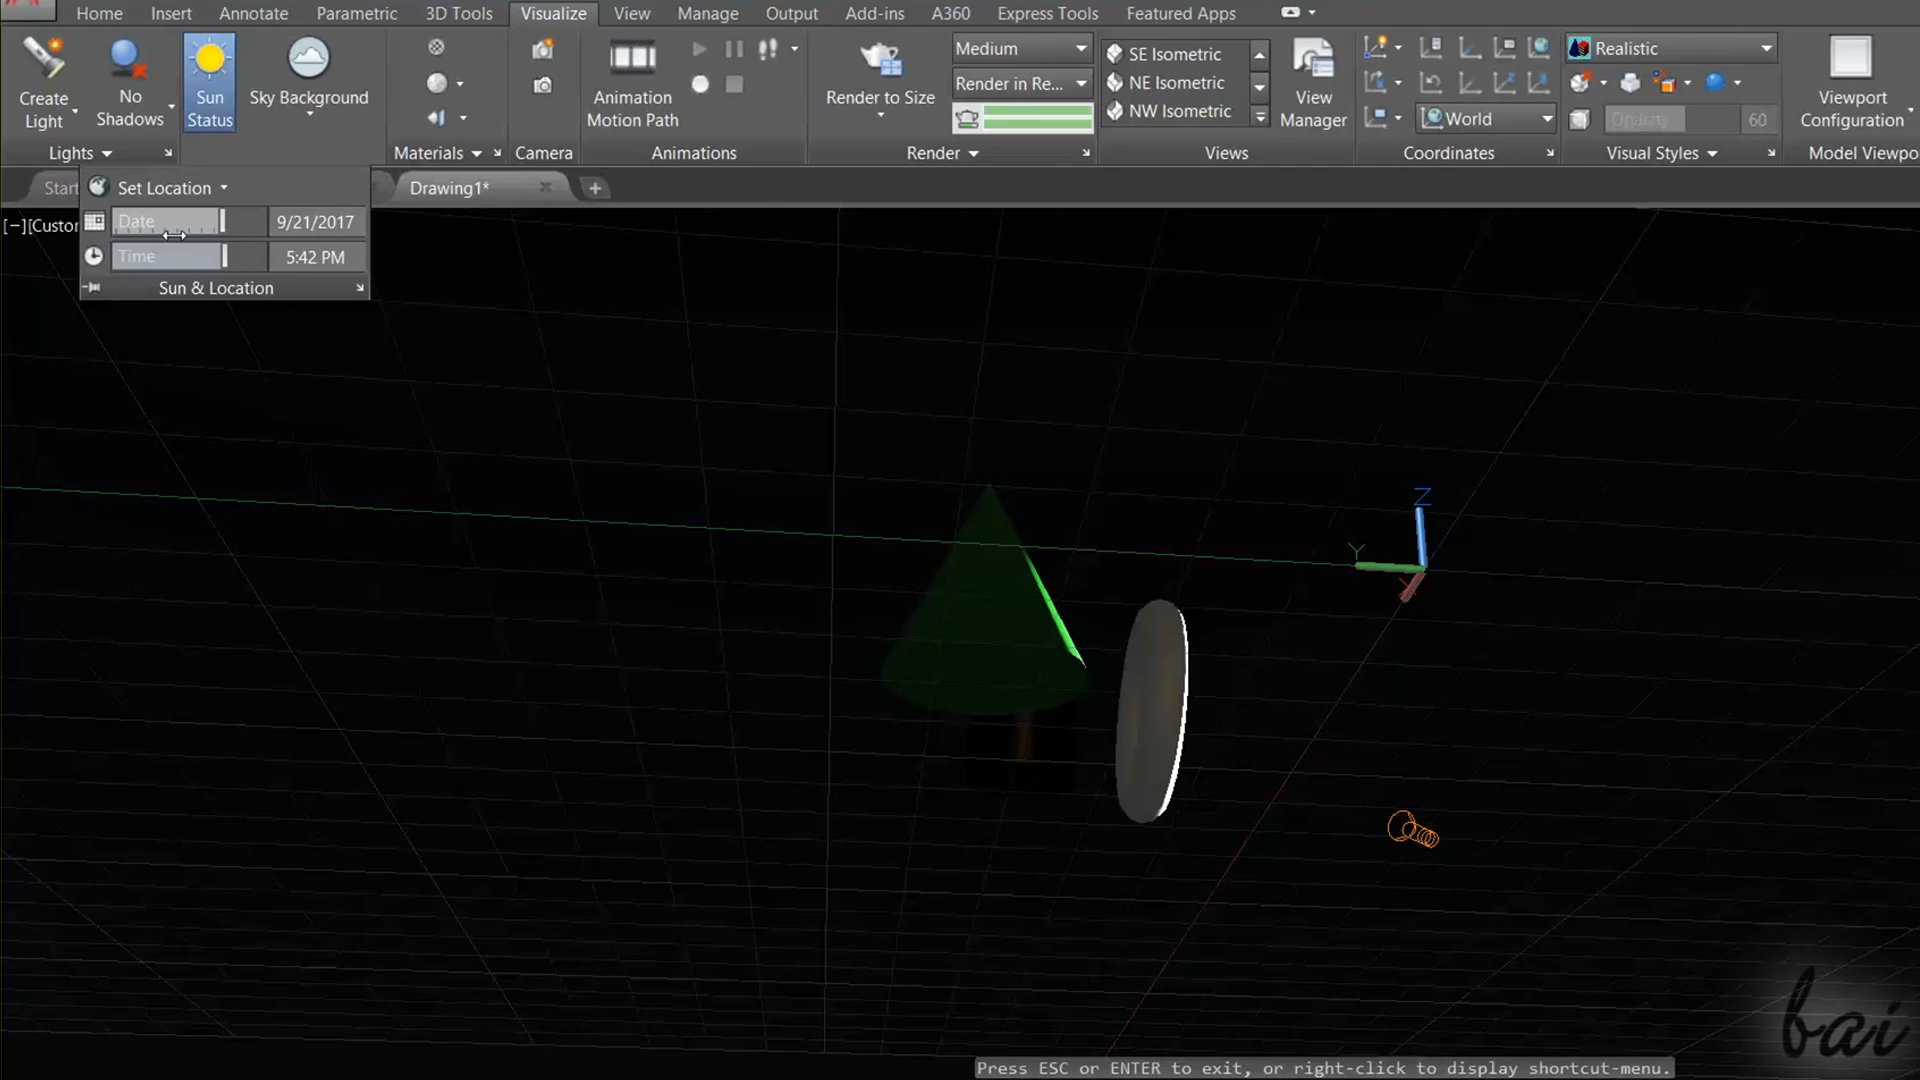 Home Insert Annotate Parametric 3D Tools Visualize View Manage Output Add-ins A360 Express Tools Featured Apps
Create Light
No Shadows
Sun Status
Sky Background
Animation Motion Path
Render to Size
Medium
Render in Re...
SE Isometric
NE Isometric
NW Isometric
View Manager
World
Realistic
Opacity 60
Viewport Configuration
Lights Materials Camera Animations Render Views Coordinates Visual Styles Model Viewpo
Start
Set Location
Drawing1*
[−][Custor
Date 9/21/2017
Time 5:42 PM
Sun & Location
Z
Y
X
Press ESC or ENTER to exit, or right-click to display shortcut-menu.
bai